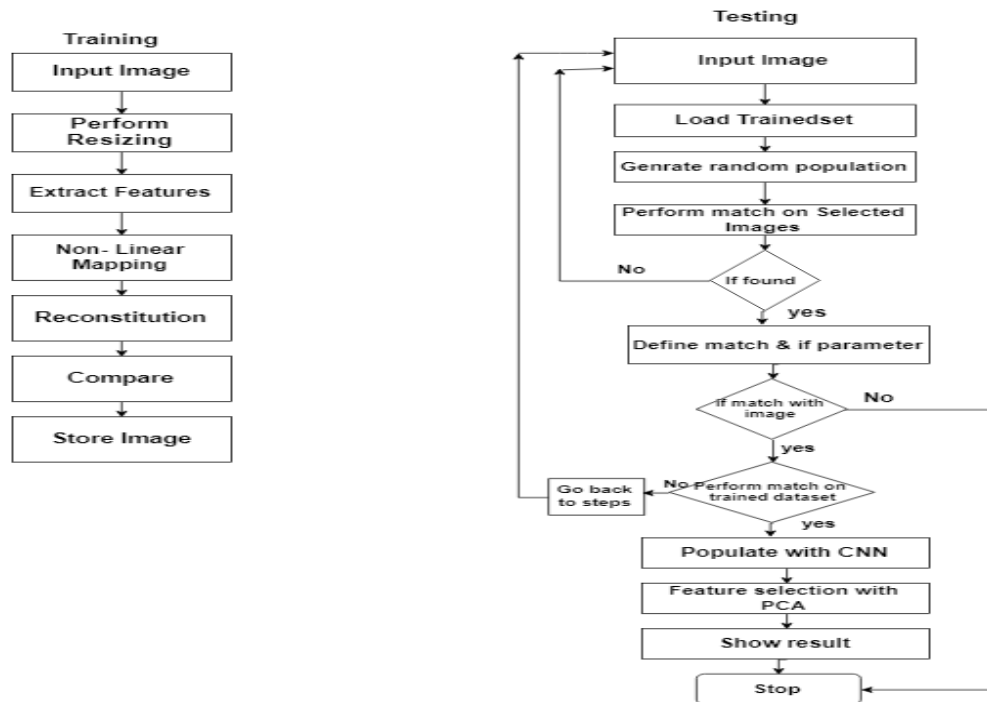 Training
Input Image
Perform
Resizing
Extract Features
Non- Linear
Mapping
Reconstitution
Compare
Store Image
Testing
Input Image
Load Trainedset
Genrate random population
Perform match on Selected
Images
No
If found
yes
Define match & if parameter
If match with
image
No
yes
Go back
to steps
No
Perform match on
trained dataset
yes
Populate with CNN
Feature selection with
PCA
Show result
Stop